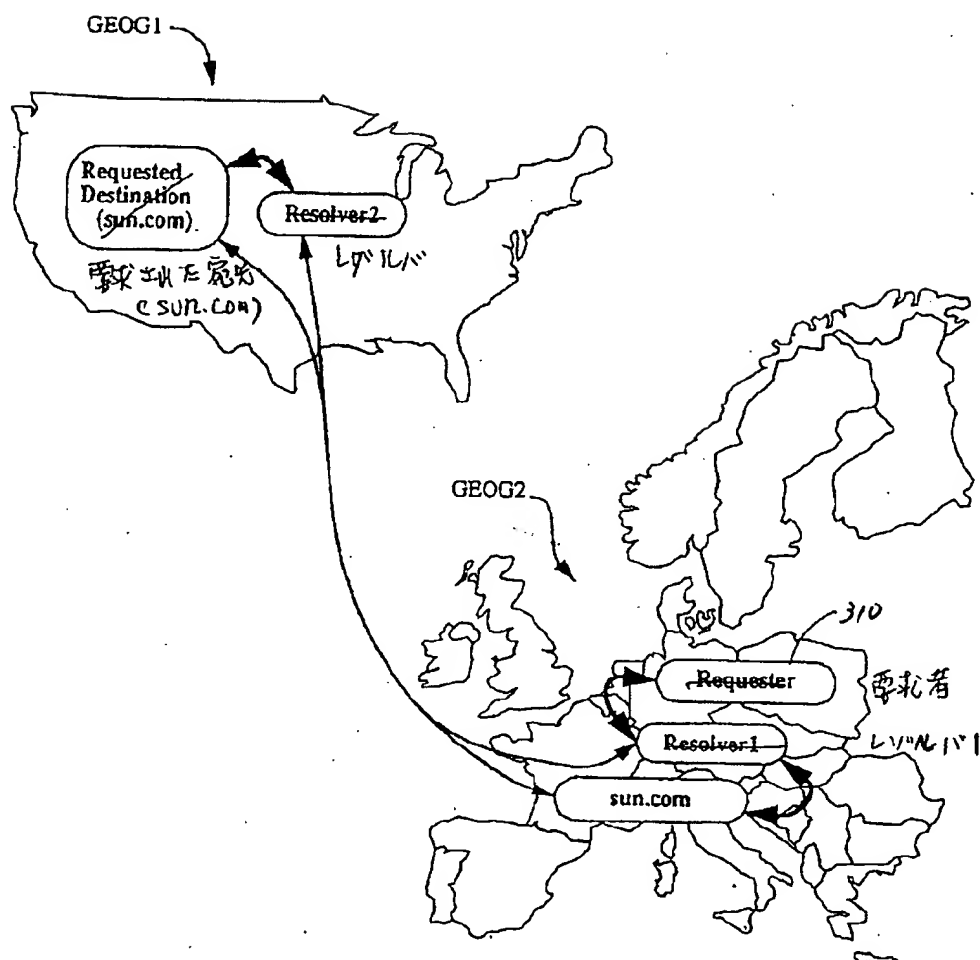 GEOG1
Requested
Destination
(sun.com)
Resolver2
レゾルバ
要求された宛先
(SUN.COM)
GEOG2
310
Requester
要求者
Resolver1
レゾルバ1
sun.com